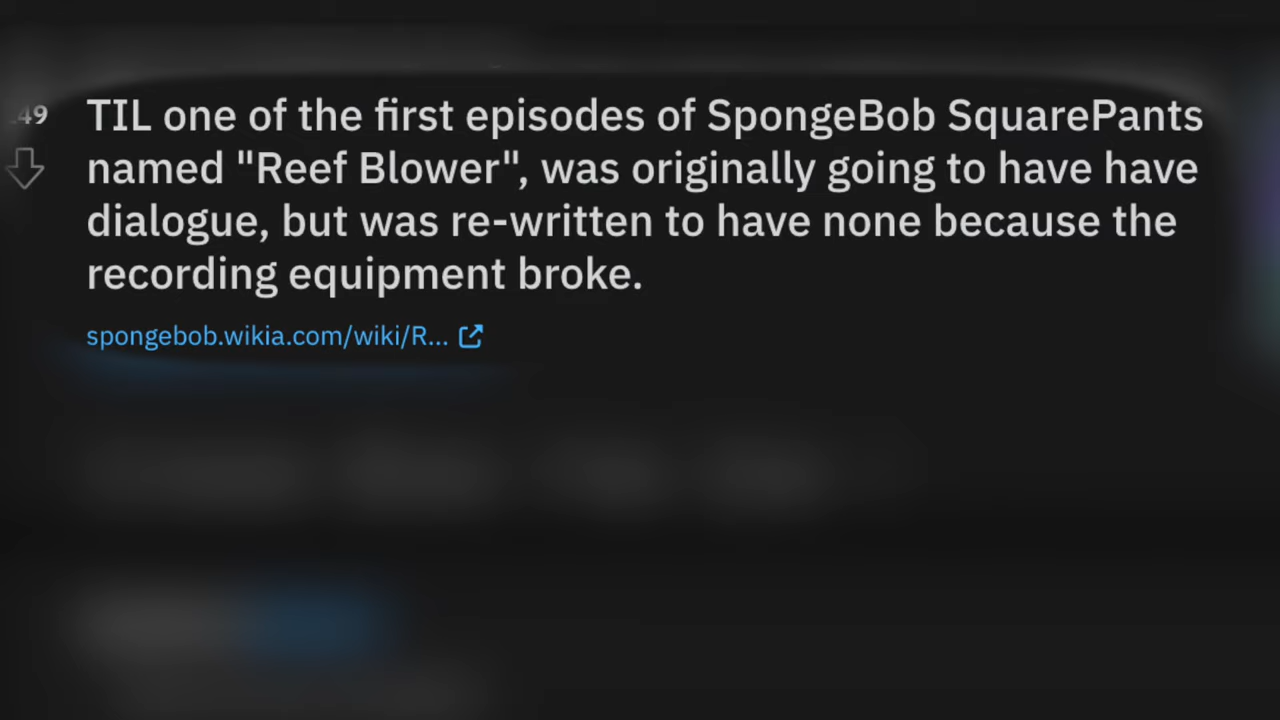 49
TIL one of the first episodes of SpongeBob SquarePants
named "Reef Blower", was originally going to have have
dialogue, but was re-written to have none because the
recording equipment broke.
spongebob.wikia.com/wiki/R...